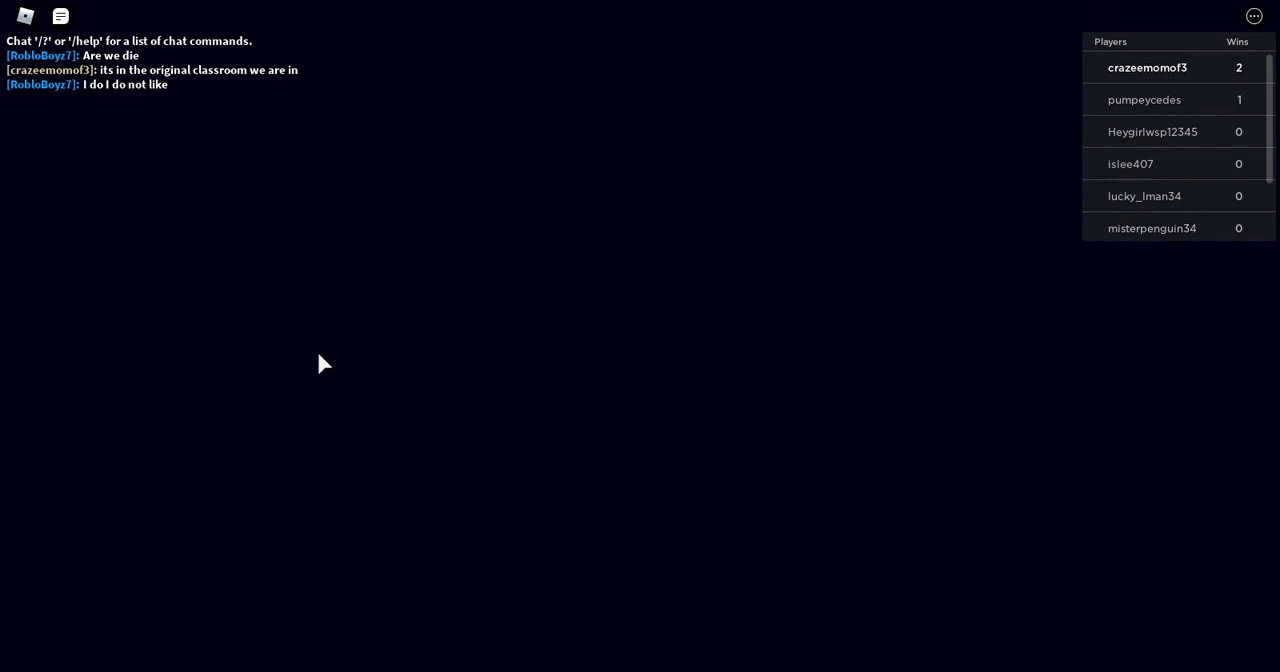 Chat '/?' or '/help' for a list of chat commands.
[RobloBoyz7]: Are we die
[crazeemomof3]: its in the original classroom we are in
[RobloBoyz7]: I do I do not like
Players Wins
crazeemomof3 2
pumpeycedes 1
Heygirlwsp12345 0
islee407 0
lucky_lman34 0
misterpenguin34 0